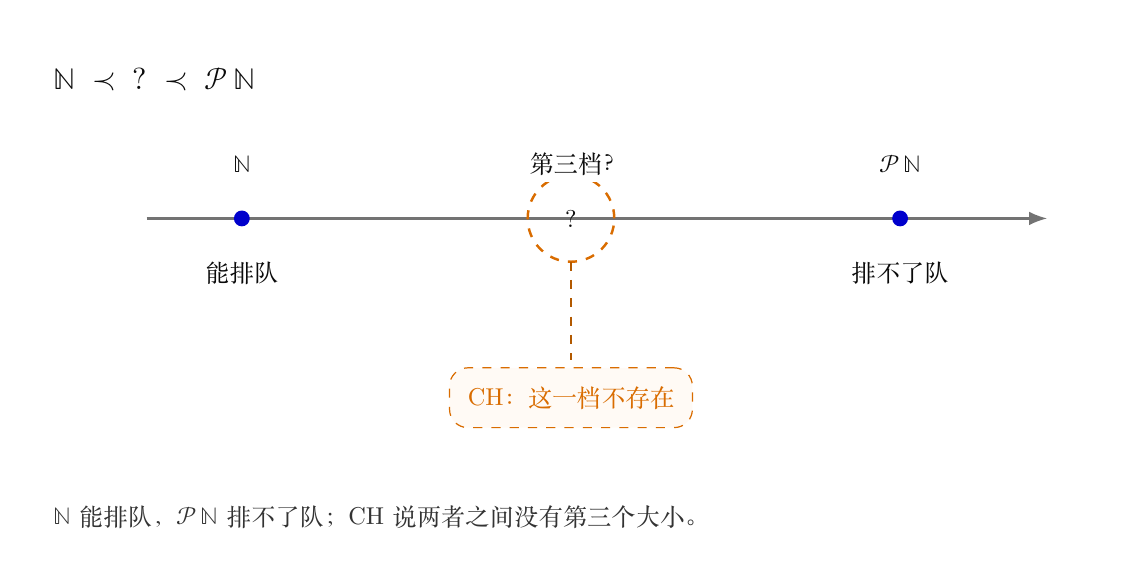 ℕ ≺ ? ≺ 𝒫 ℕ
ℕ
第三档?
𝒫 ℕ
?
能排队
排不了队
CH: 这一档不存在
ℕ 能排队, 𝒫 ℕ 排不了队; CH 说两者之间没有第三个大小。